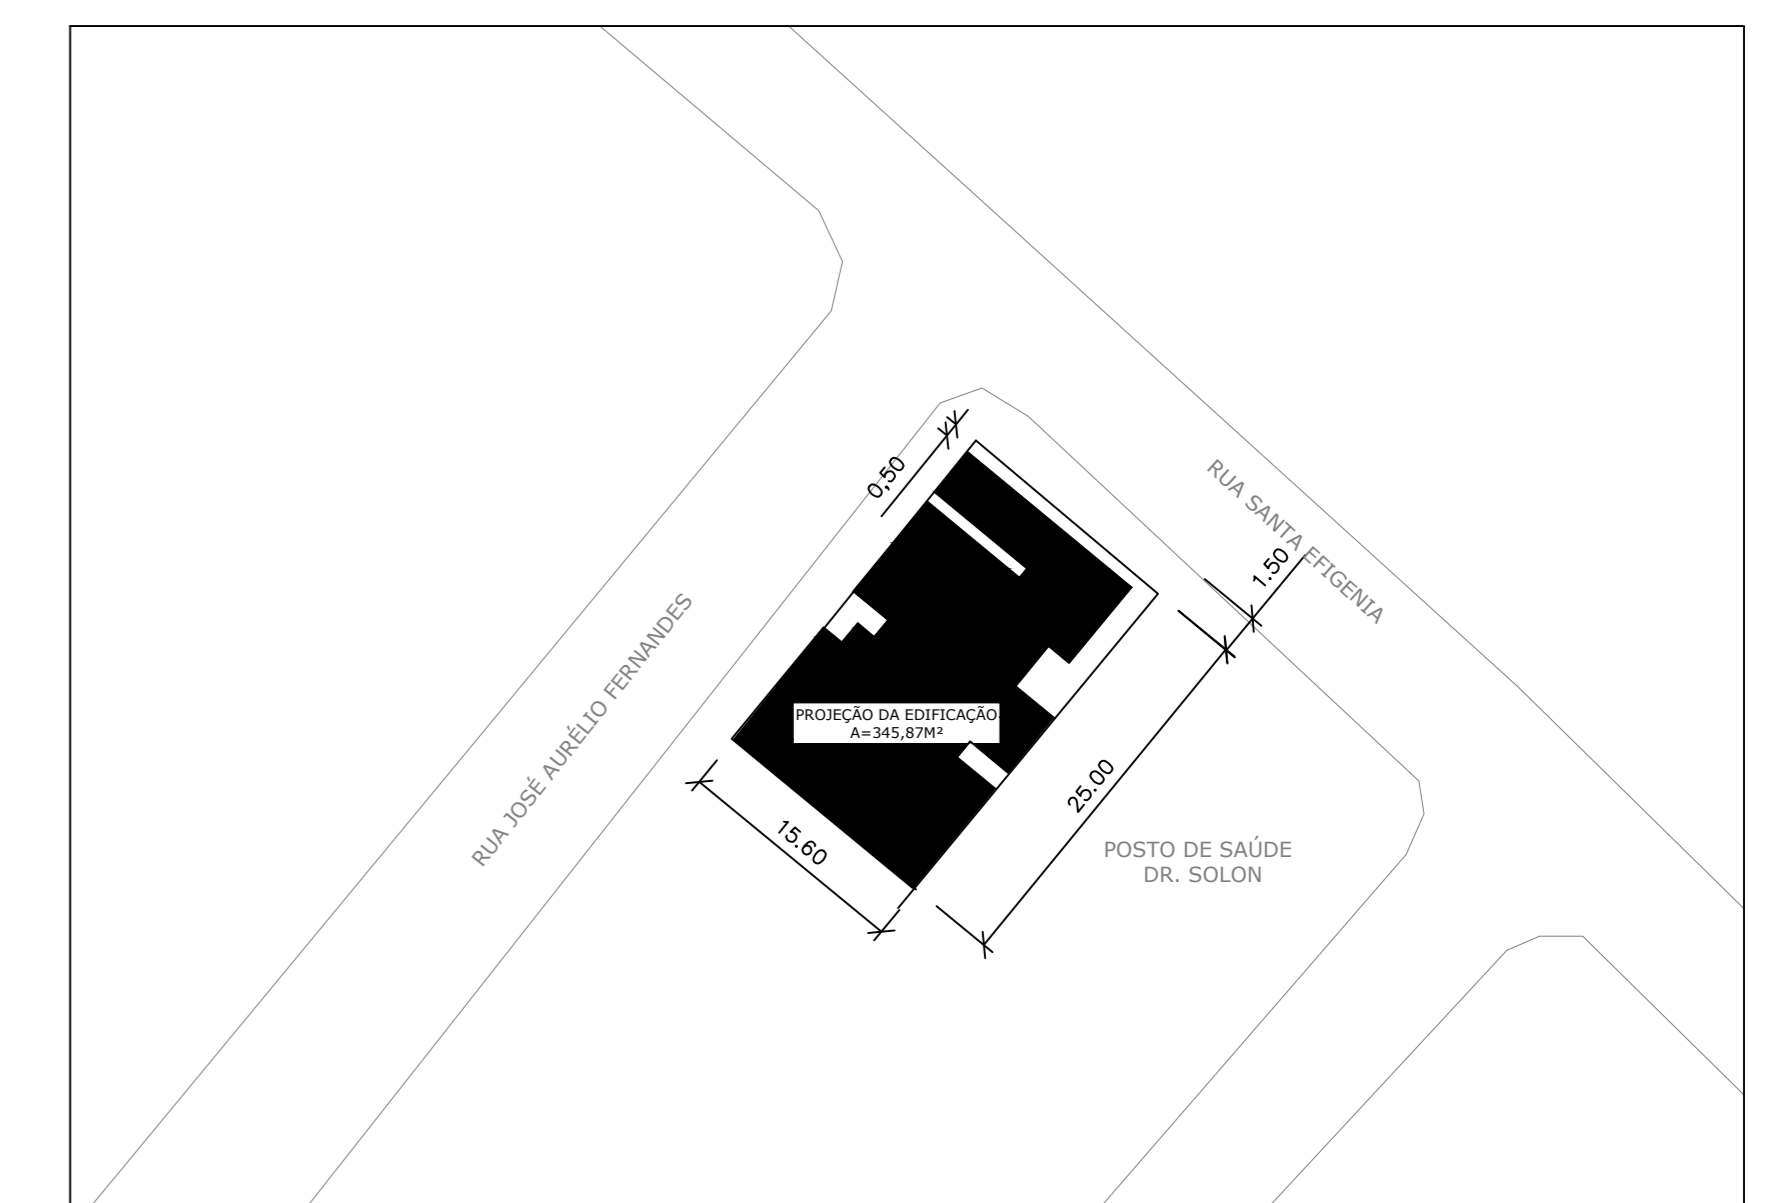 0,50
RUA SANTA EFIGENIA
1.50
RUA JOSÉ AURÉLIO FERNANDES
PROJEÇÃO DA EDIFICAÇÃO
A=345,87M²
25.00
15.60
POSTO DE SAÚDE
DR. SOLON